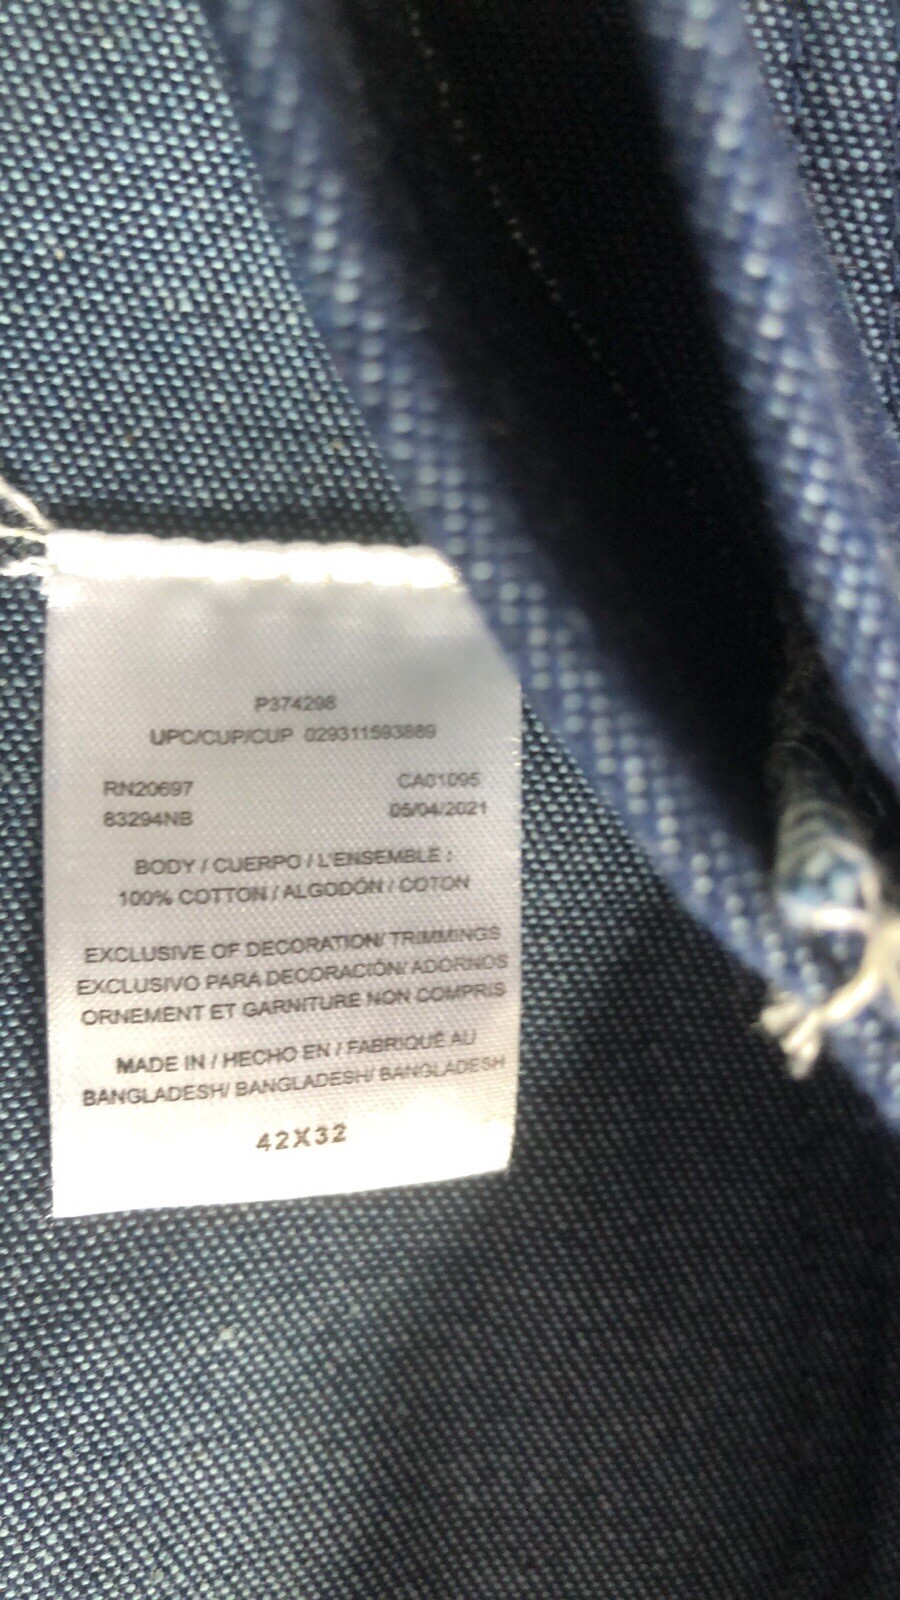 P374298
UPC/CUP/CUP 029311593889
RN20697 CA01095
83294NB 05/04/2021
BODY / CUERPO / L'ENSEMBLE :
100% COTTON / ALGODÓN / COTON
EXCLUSIVE OF DECORATION/ TRIMMINGS
EXCLUSIVO PARA DECORACIÓN/ ADORNOS
ORNEMENT ET GARNITURE NON COMPRIS
MADE IN / HECHO EN / FABRIQUÉ AU
BANGLADESH/ BANGLADESH/ BANGLADESH
42X32